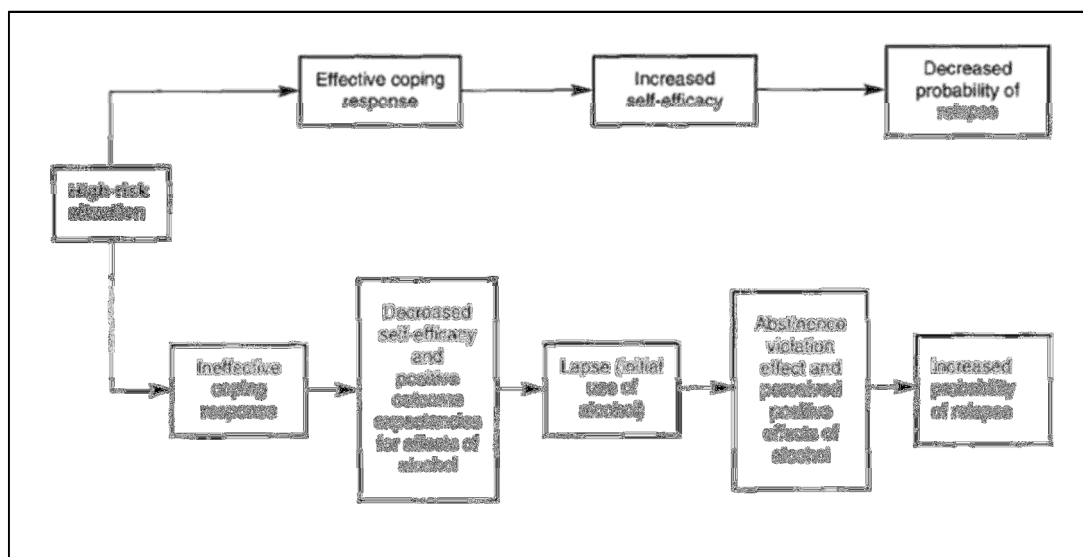 Effective coping
response
Increased
self-efficacy
Decreased
probability of
relapse
High-risk
situation
Ineffective
coping
response
Decreased
self-efficacy
and
positive
outcome
expectancies
for effects of
alcohol
Lapse (initial
use of
alcohol)
Abstinence
violation
effect and
perceived
positive
effects of
alcohol
Increased
probability
of relapse